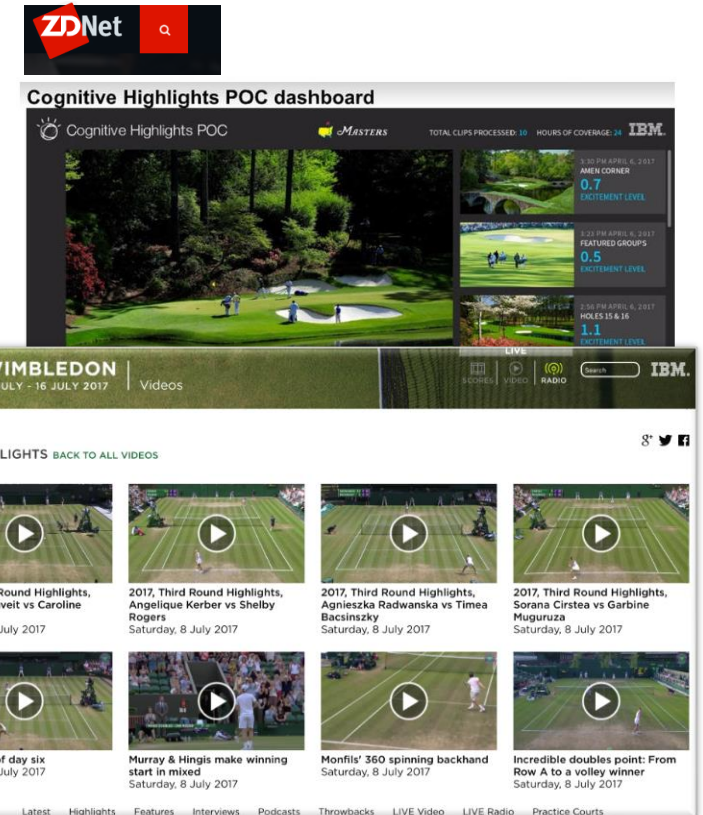 ZDNet
Cognitive Highlights POC dashboard
Cognitive Highlights POC
MASTERS
TOTAL CLIPS PROCESSED: 10 HOURS OF COVERAGE: 24
IBM.
3:30 PM APRIL 6, 2017
AMEN CORNER
0.7
EXCITEMENT LEVEL
3:23 PM APRIL 6, 2017
FEATURED GROUPS
0.5
EXCITEMENT LEVEL
2:56 PM APRIL 6, 2017
HOLES 15 & 16
1.1
EXCITEMENT LEVEL
LIVE
WIMBLEDON
JULY - 16 JULY 2017
Videos
SCORES
VIDEO
RADIO
Search
IBM.
LIGHTS BACK TO ALL VIDEOS
Round Highlights,
veit vs Caroline
July 2017
2017, Third Round Highlights,
Angelique Kerber vs Shelby
Rogers
Saturday, 8 July 2017
2017, Third Round Highlights,
Agnieszka Radwanska vs Timea
Bacsinszky
Saturday, 8 July 2017
2017, Third Round Highlights,
Sorana Cirstea vs Garbine
Muguruza
Saturday, 8 July 2017
of day six
July 2017
Murray & Hingis make winning
start in mixed
Saturday, 8 July 2017
Monfils' 360 spinning backhand
Saturday, 8 July 2017
Incredible doubles point: From
Row A to a volley winner
Saturday, 8 July 2017
Latest Highlights Features Interviews Podcasts Throwbacks LIVE Video LIVE Radio Practice Courts